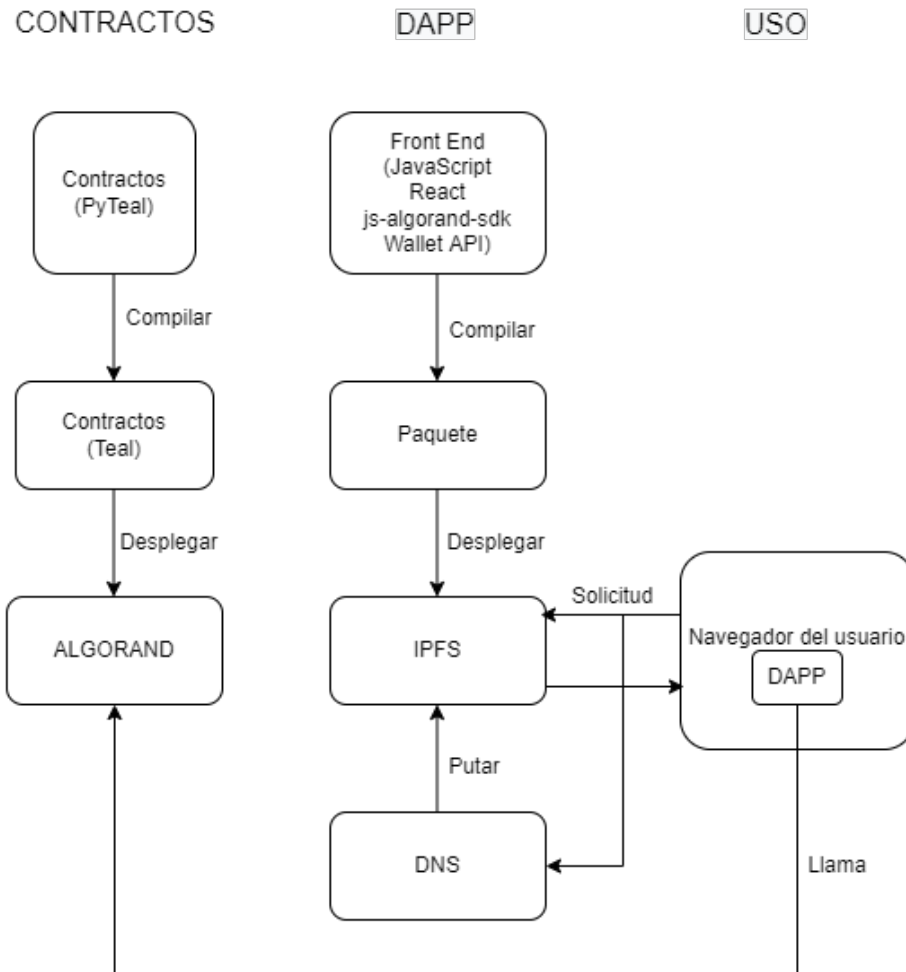 CONTRACTOS
DAPP
USO
Contractos
(PyTeal)
Front End
(JavaScript
React
js-algorand-sdk
Wallet API)
Compilar
Compilar
Contractos
(Teal)
Paquete
Desplegar
Desplegar
Solicitud
ALGORAND
IPFS
Navegador del usuario
DAPP
Putar
DNS
Llama